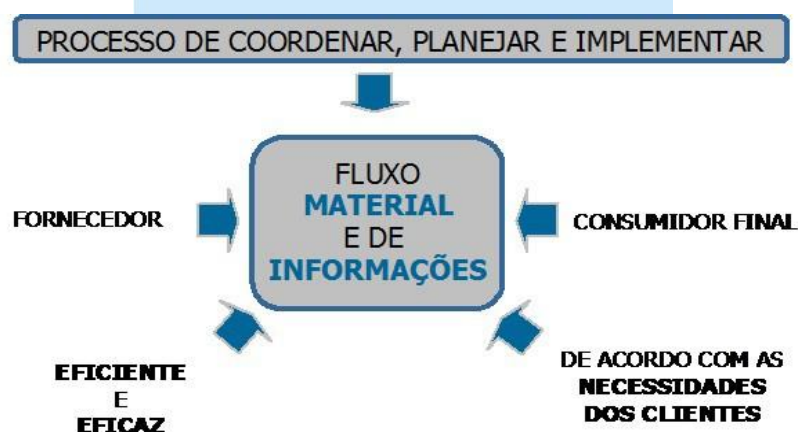 PROCESSO DE COORDENAR, PLANEJAR E IMPLEMENTAR
FLUXO
MATERIAL
E DE
INFORMAÇÕES
FORNECEDOR
CONSUMIDOR FINAL
EFICIENTE
E
EFICAZ
DE ACORDO COM AS
NECESSIDADES
DOS CLIENTES